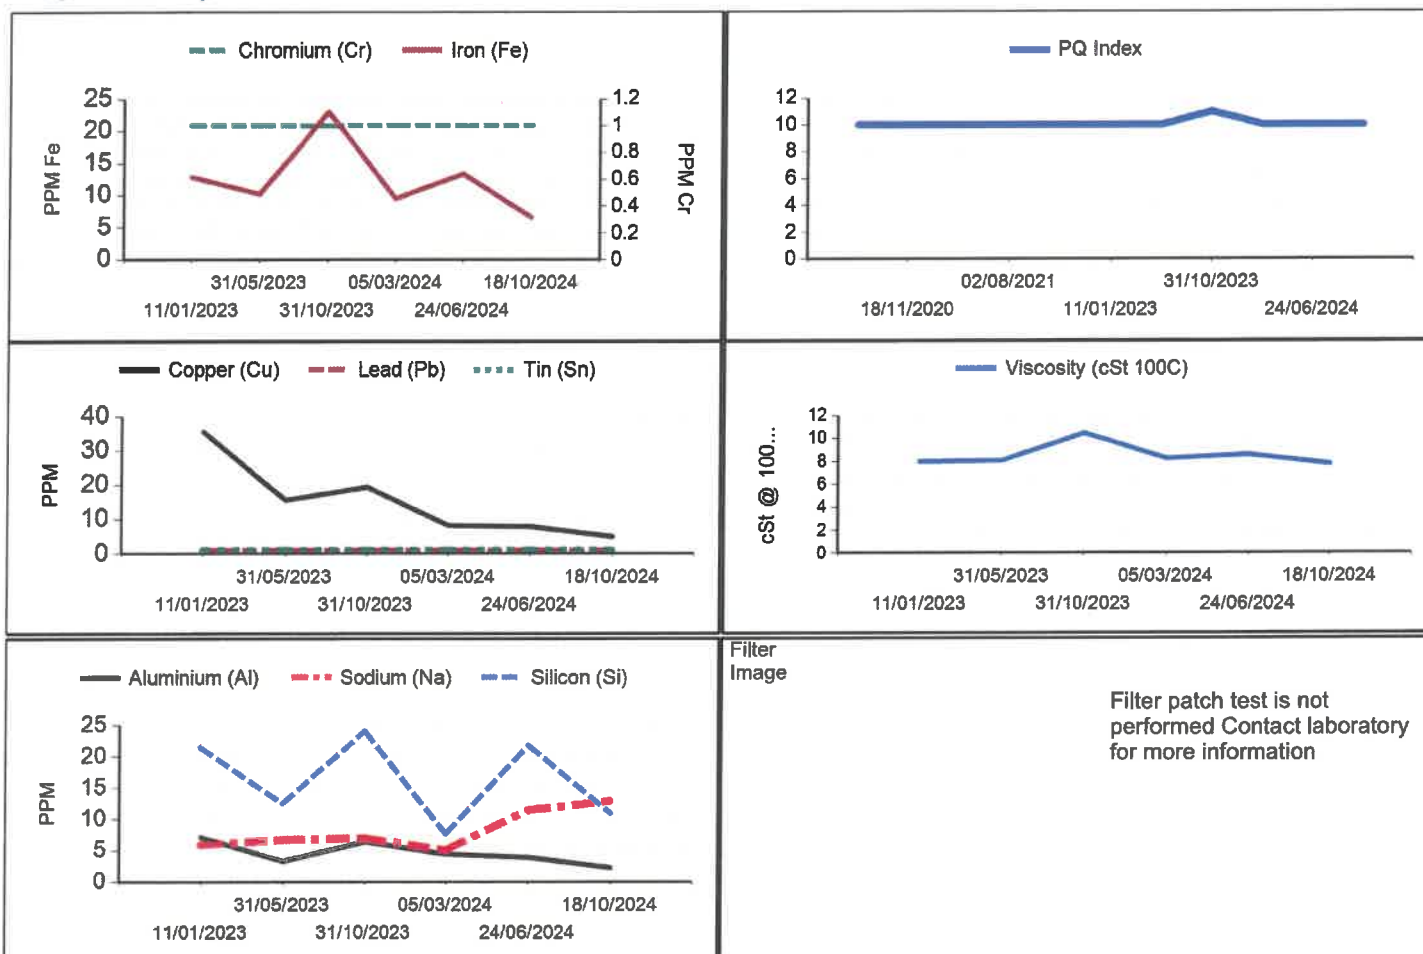 Chromium (Cr) Iron (Fe)
PPM Fe
25
20
15
10
5
0
1.2
1
0.8
0.6
0.4
0.2
0
PPM Cr
31/05/2023 05/03/2024 18/10/2024
11/01/2023 31/10/2023 24/06/2024
PQ Index
12
10
8
6
4
2
0
02/08/2021 31/10/2023
18/11/2020 11/01/2023 24/06/2024
Copper (Cu) Lead (Pb) Tin (Sn)
PPM
40
30
20
10
0
31/05/2023 05/03/2024 18/10/2024
11/01/2023 31/10/2023 24/06/2024
Viscosity (cSt 100C)
cSt @ 100...
12
10
8
6
4
2
0
31/05/2023 05/03/2024 18/10/2024
11/01/2023 31/10/2023 24/06/2024
Aluminium (Al) Sodium (Na) Silicon (Si)
PPM
25
20
15
10
5
0
31/05/2023 05/03/2024 18/10/2024
11/01/2023 31/10/2023 24/06/2024
Filter
Image
Filter patch test is not
performed Contact laboratory
for more information